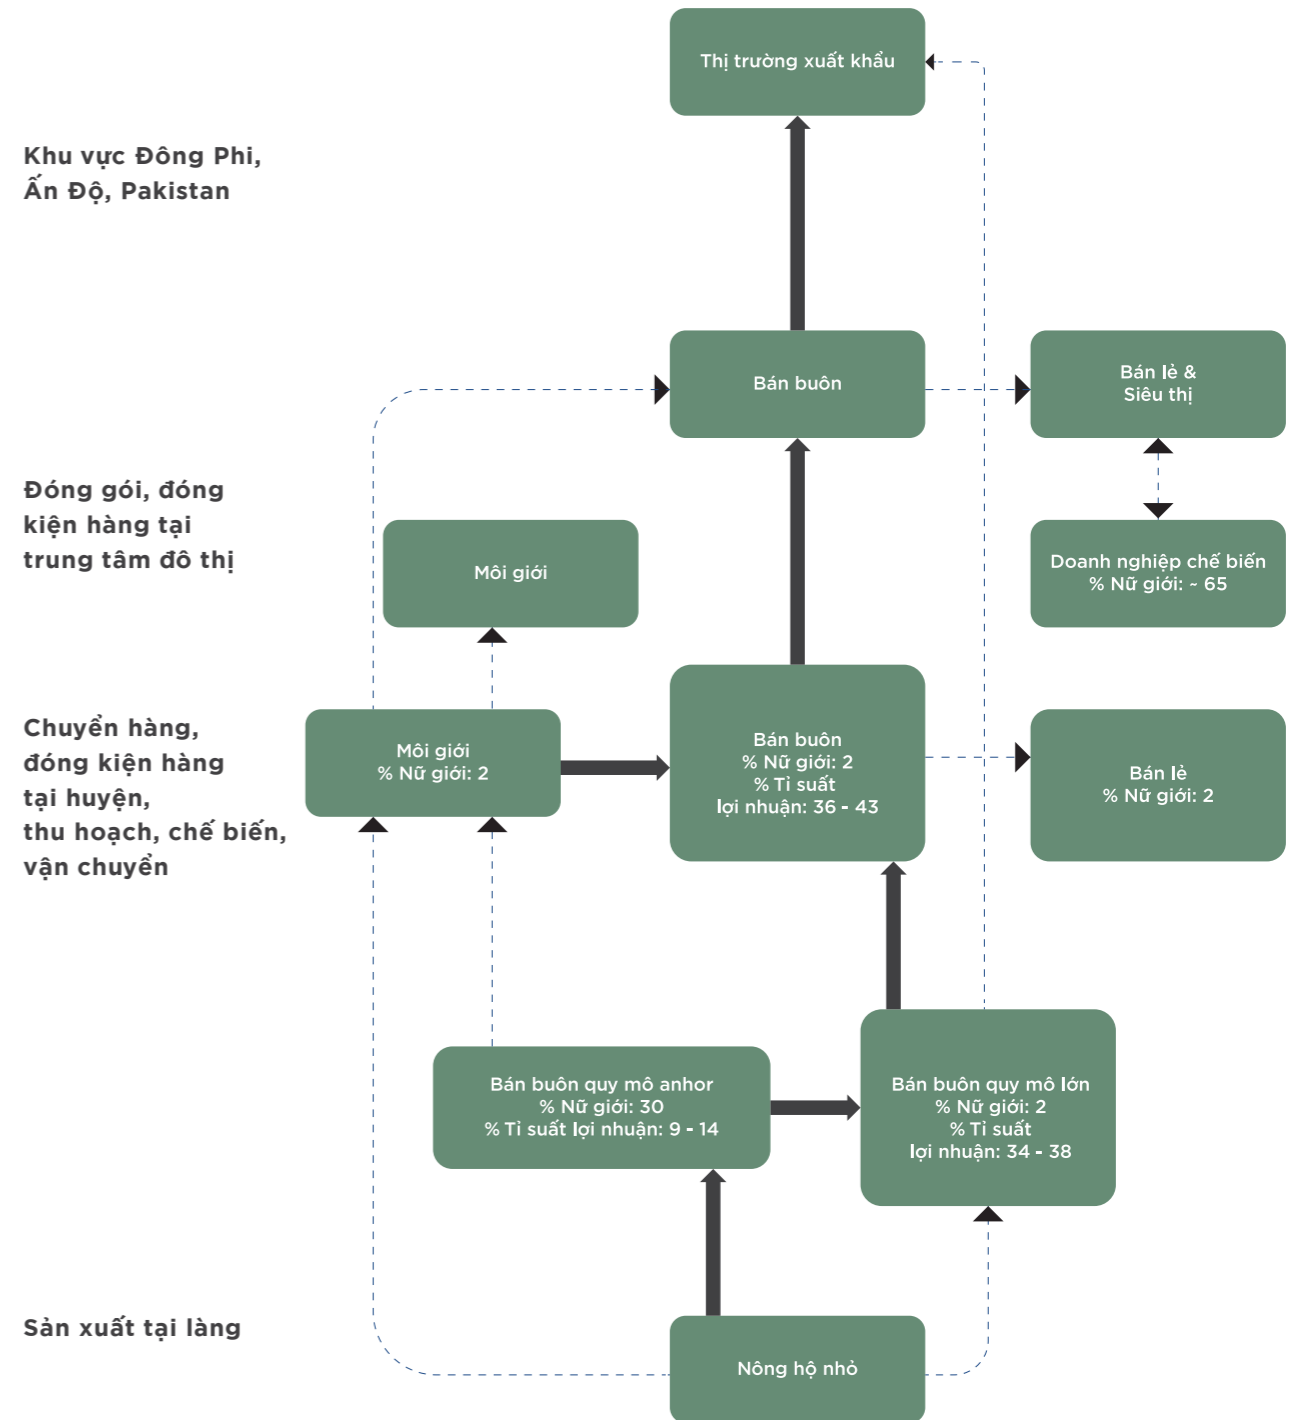 Thị trường xuất khẩu
Khu vực Đông Phi,
Ấn Độ, Pakistan
Bán buôn
Bán lẻ &
Siêu thị
Đóng gói, đóng
kiện hàng tại
trung tâm đô thị
Môi giới
Doanh nghiệp chế biến
% Nữ giới: ~ 65
Chuyển hàng,
đóng kiện hàng
tại huyện,
thu hoạch, chế biến,
vận chuyển
Môi giới
% Nữ giới: 2
Bán buôn
% Nữ giới: 2
% Tỉ suất
lợi nhuận: 36 - 43
Bán lẻ
% Nữ giới: 2
Bán buôn quy mô anhor
% Nữ giới: 30
% Tỉ suất lợi nhuận: 9 - 14
Bán buôn quy mô lớn
% Nữ giới: 2
% Tỉ suất
lợi nhuận: 34 - 38
Sản xuất tại làng
Nông hộ nhỏ